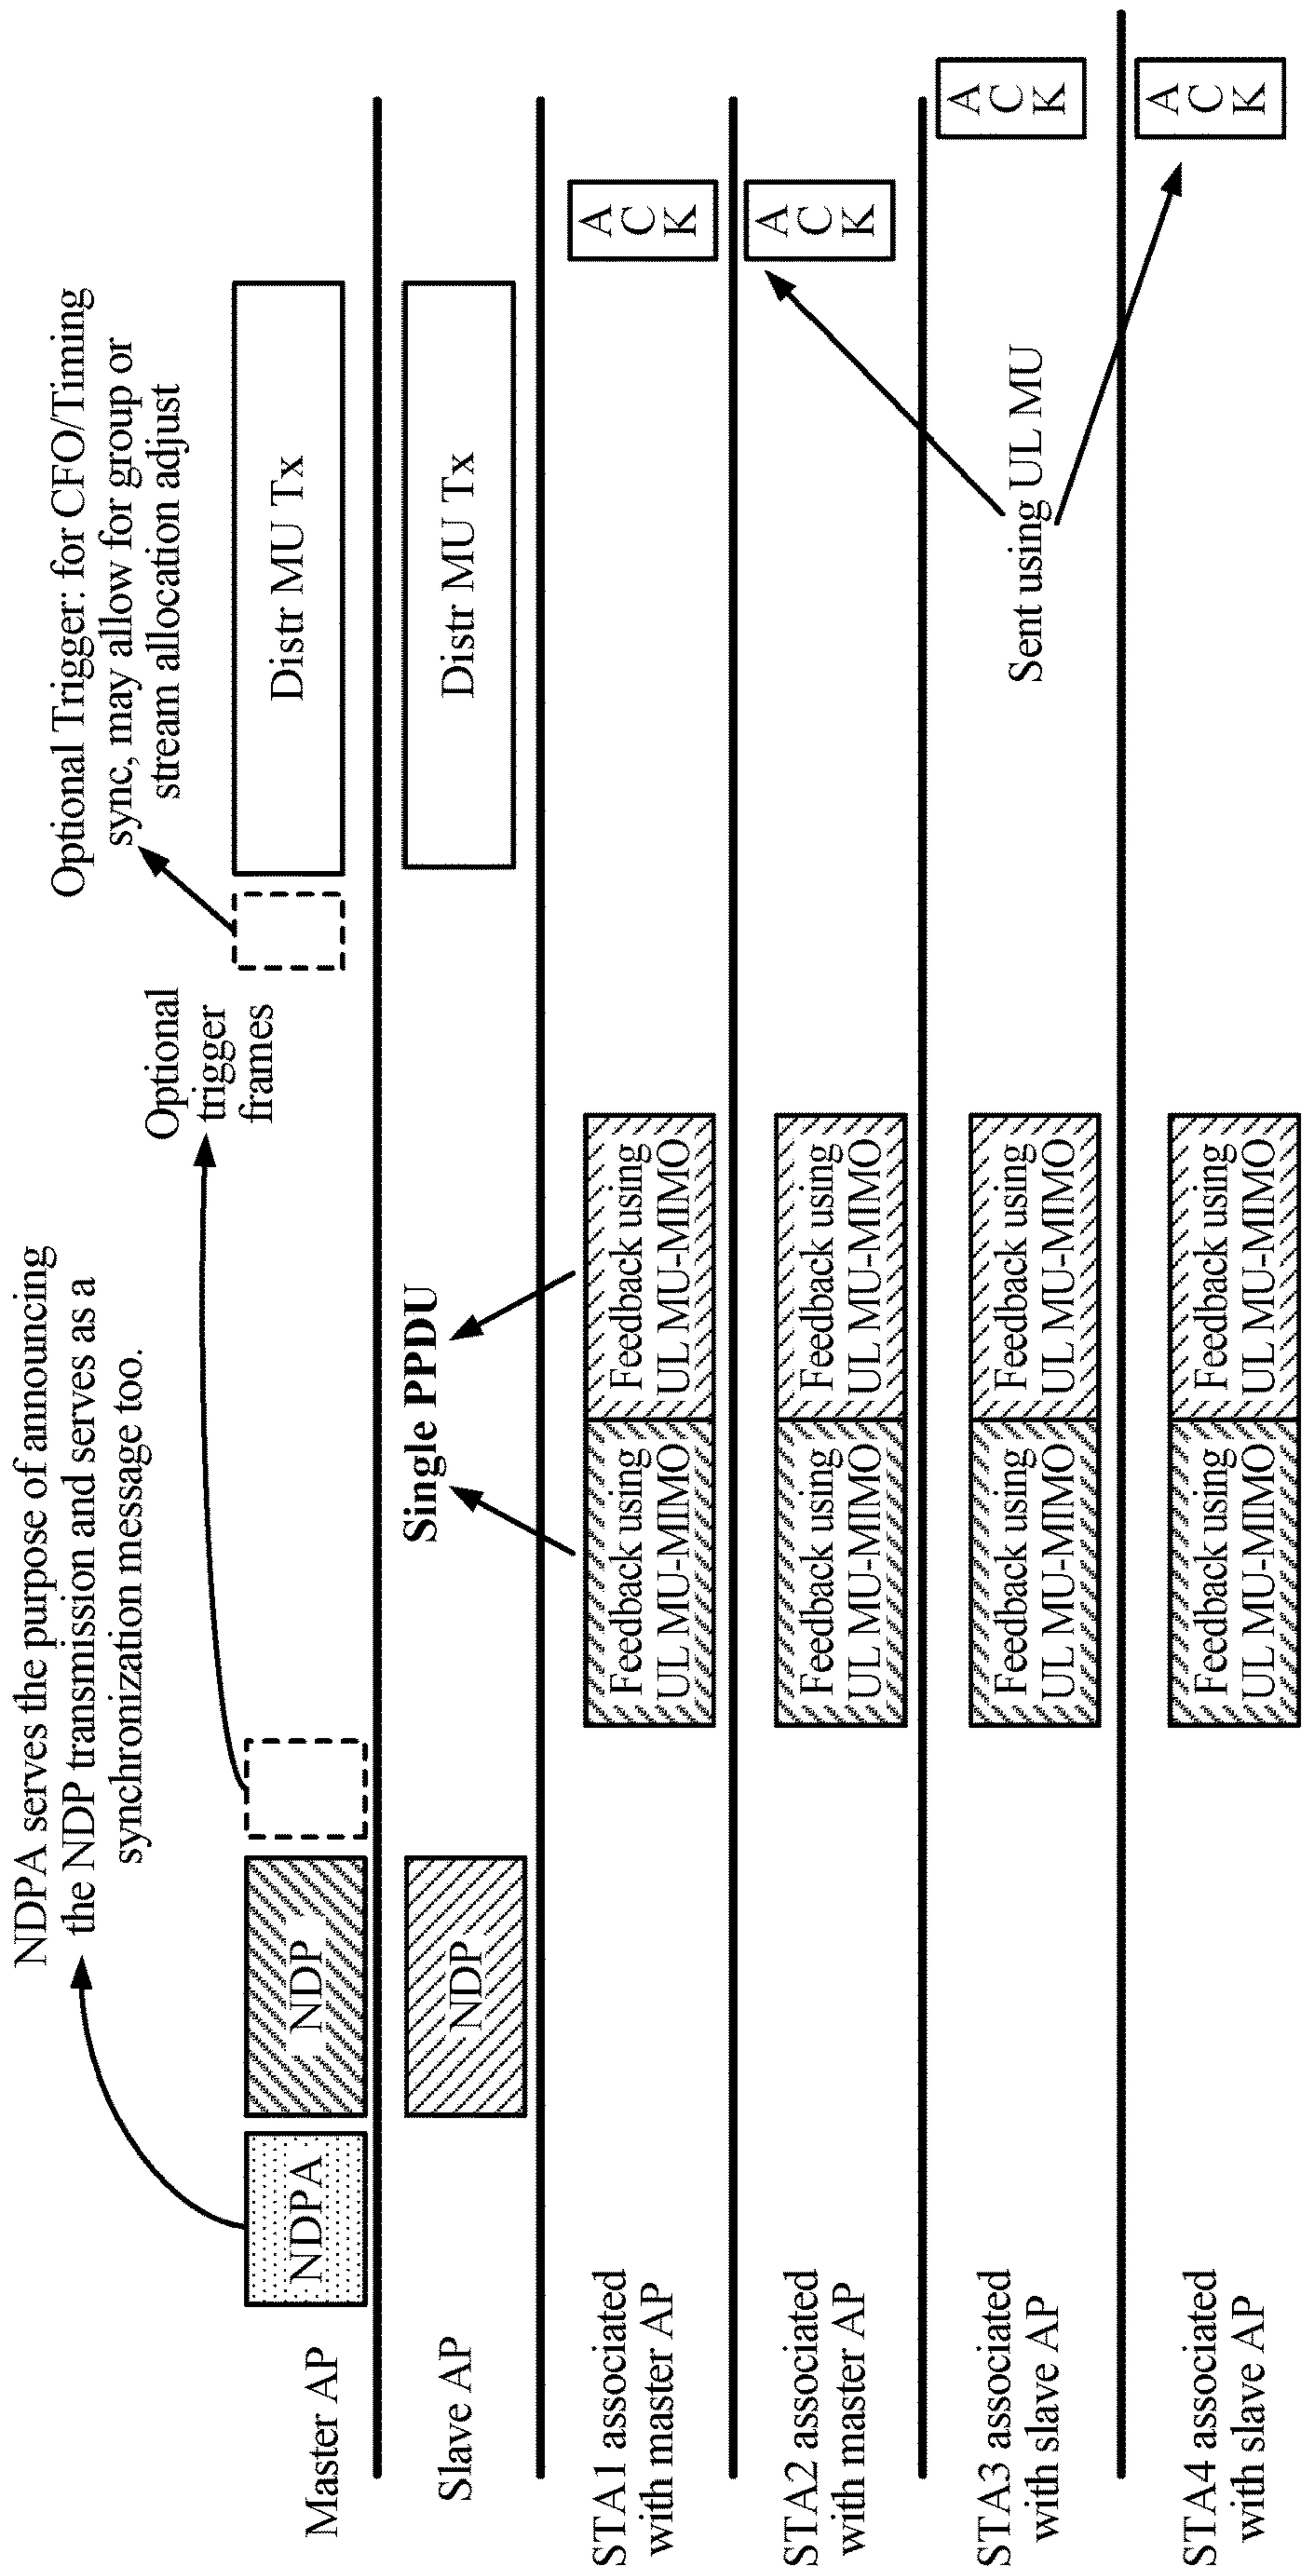 NDPA serves the purpose of announcing
the NDP transmission and serves as a
synchronization message too.
Optional
trigger
frames
Optional Trigger: for CFO/Timing
sync, may allow for group or
stream allocation adjust
Master AP
NDPA
NDP
Distr MU Tx
Slave AP
NDP
Single PPDU
Distr MU Tx
STA1 associated
with master AP
Feedback using
UL MU-MIMO
Feedback using
UL MU-MIMO
ACK
STA2 associated
with master AP
Feedback using
UL MU-MIMO
Feedback using
UL MU-MIMO
ACK
STA3 associated
with slave AP
Feedback using
UL MU-MIMO
Feedback using
UL MU-MIMO
Sent using UL MU
ACK
STA4 associated
with slave AP
Feedback using
UL MU-MIMO
Feedback using
UL MU-MIMO
ACK